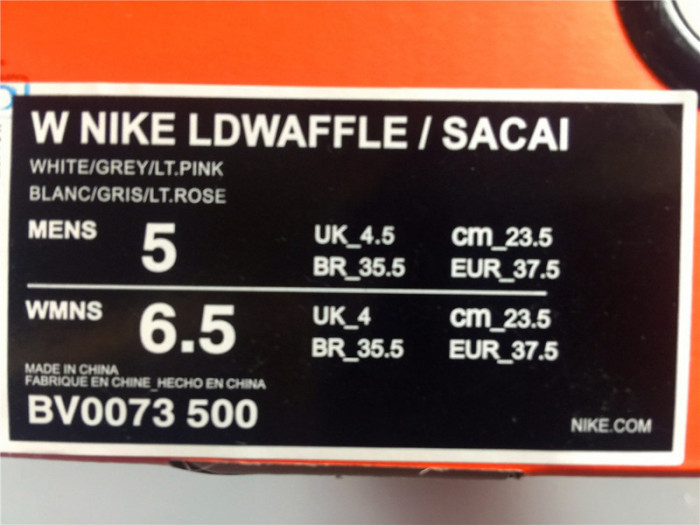 W NIKE LDWAFFLE / SACAI
WHITE/GREY/LT.PINK
BLANC/GRIS/LT.ROSE
MENS 5 UK_4.5 cm_23.5
BR_35.5 EUR_37.5
WMNS 6.5 UK_4 cm_23.5
BR_35.5 EUR_37.5
MADE IN CHINA
FABRIQUE EN CHINE_HECHO EN CHINA
BV0073 500
NIKE.COM